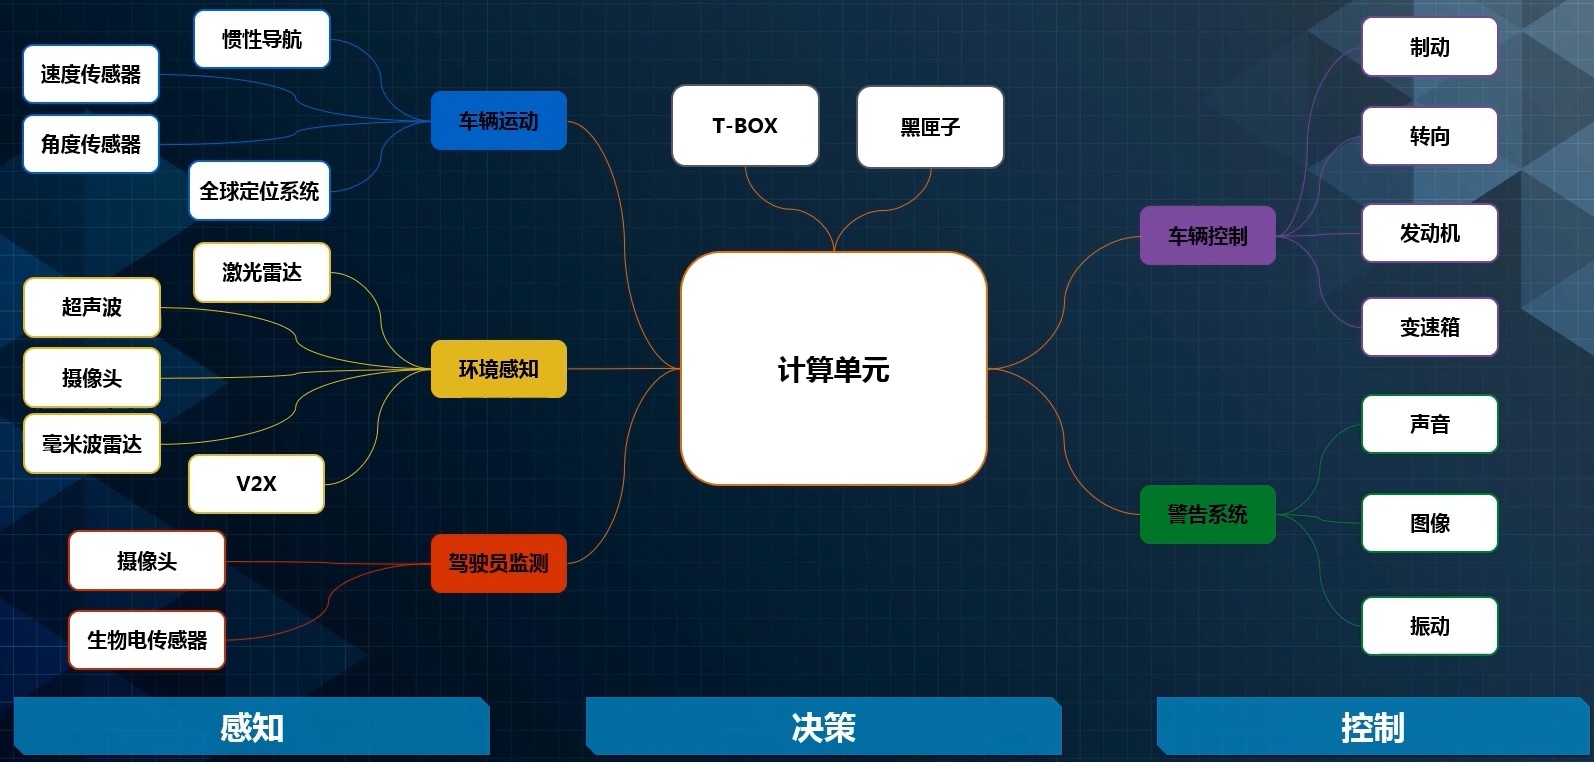 惯性导航
速度传感器
角度传感器
全球定位系统
车辆运动
激光雷达
超声波
摄像头
毫米波雷达
V2X
环境感知
摄像头
生物电传感器
驾驶员监测
T-BOX
黑匣子
计算单元
车辆控制
制动
转向
发动机
变速箱
警告系统
声音
图像
振动
感知
决策
控制